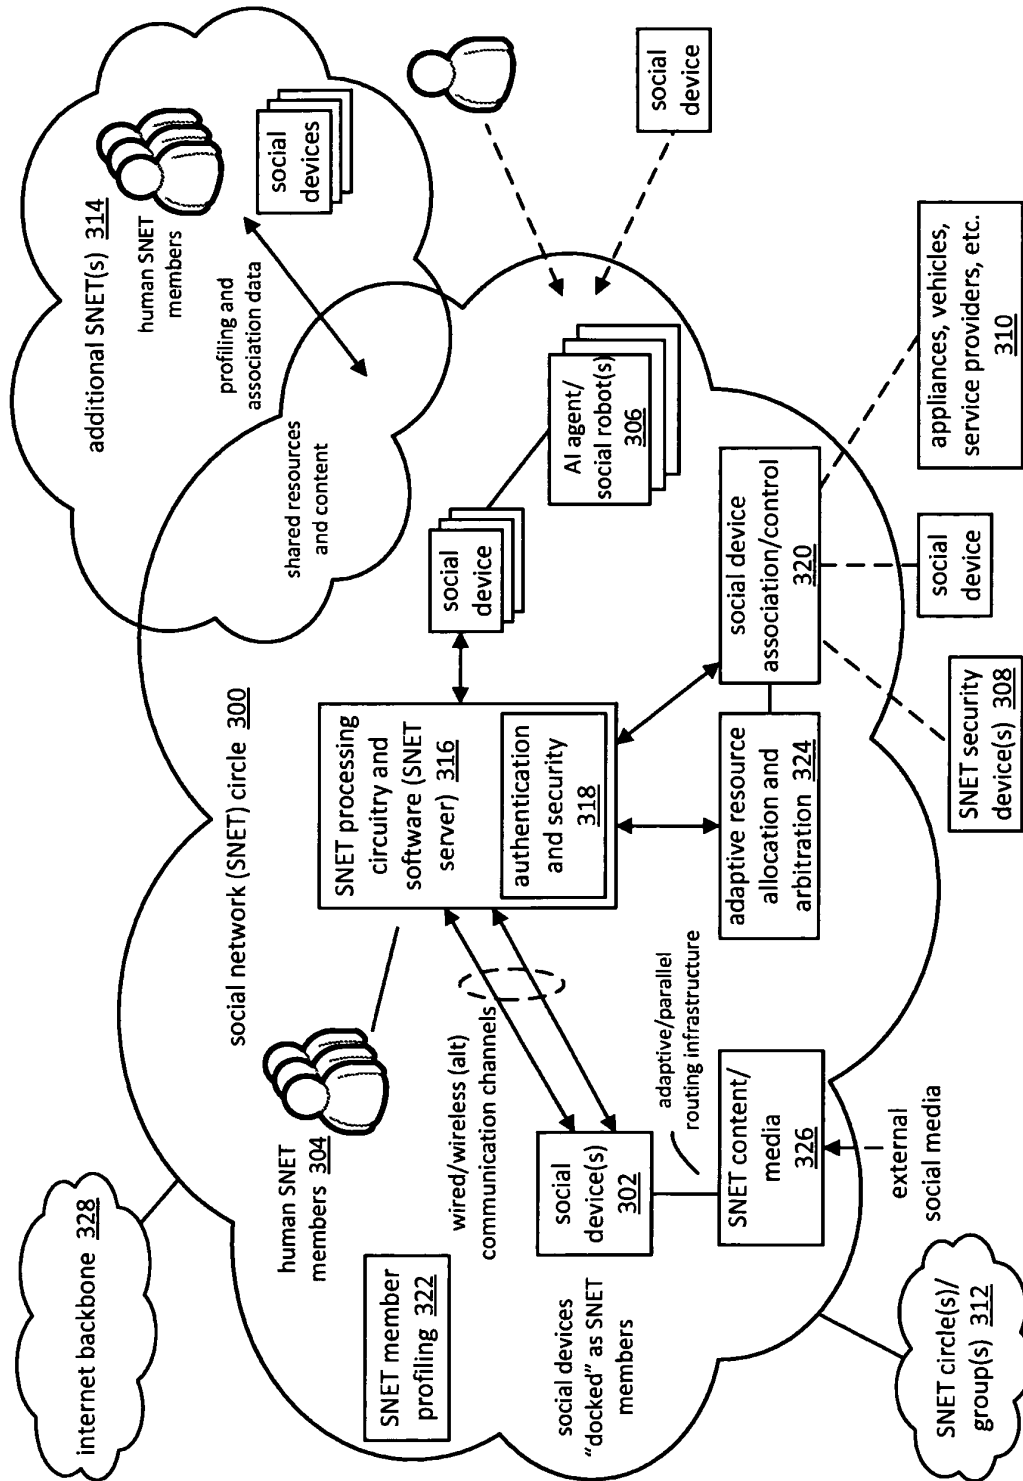 internet backbone 328
social network (SNET) circle 300
additional SNET(s) 314
human SNET
members
profiling and
association data
social
devices
shared resources
and content
human SNET
members 304
SNET member
profiling 322
SNET processing
circuitry and
software (SNET
server) 316
authentication
and security
318
social
device
AI agent/
social robot(s)
306
social
device
wired/wireless (alt)
communication channels
social devices
“docked” as SNET
members
social
device(s)
302
adaptive/parallel
routing infrastructure
SNET content/
media
326
external
social media
adaptive resource
allocation and
arbitration 324
social device
association/control
320
SNET circle(s)/
group(s) 312
SNET security
device(s) 308
social
device
appliances, vehicles,
service providers, etc.
310